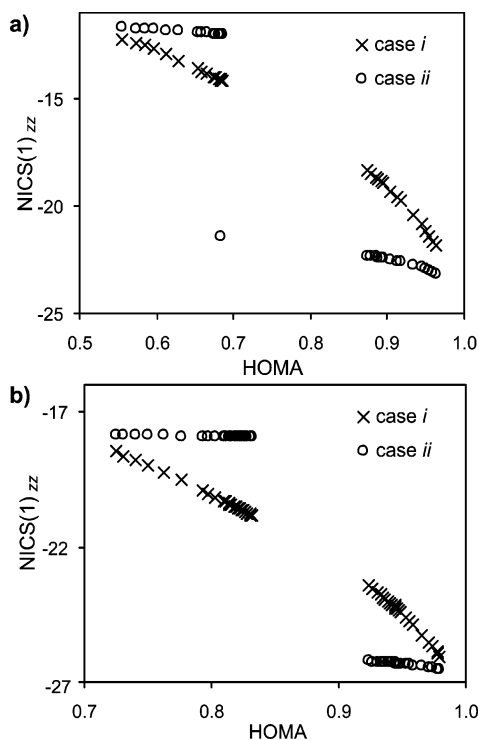 a)
× case i
○ case ii
NICS(1) zz
-15
-20
-25
0.5 0.6 0.7 0.8 0.9 1.0
HOMA
b)
-17
× case i
○ case ii
NICS(1) zz
-22
-27
0.7 0.8 0.9 1.0
HOMA